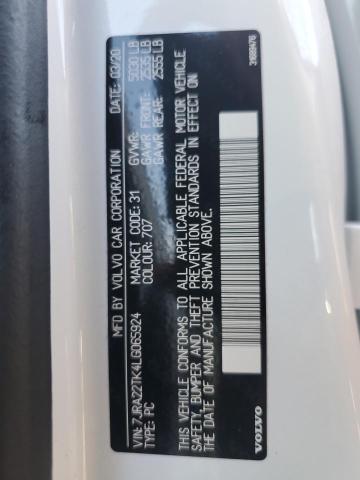 MFD BY VOLVO CAR CORPORATION DATE: 03/20
VIN: 7JRA22TK4LG065924 MARKET CODE: 31 GVWR: 5030 LB
TYPE: PC COLOUR: 707 GAWR FRONT: 2535 LB
GAWR REAR: 2555 LB
THIS VEHICLE CONFORMS TO ALL APPLICABLE FEDERAL MOTOR VEHICLE
SAFETY, BUMPER AND THEFT PREVENTION STANDARDS IN EFFECT ON
THE DATE OF MANUFACTURE SHOWN ABOVE.
VOLVO